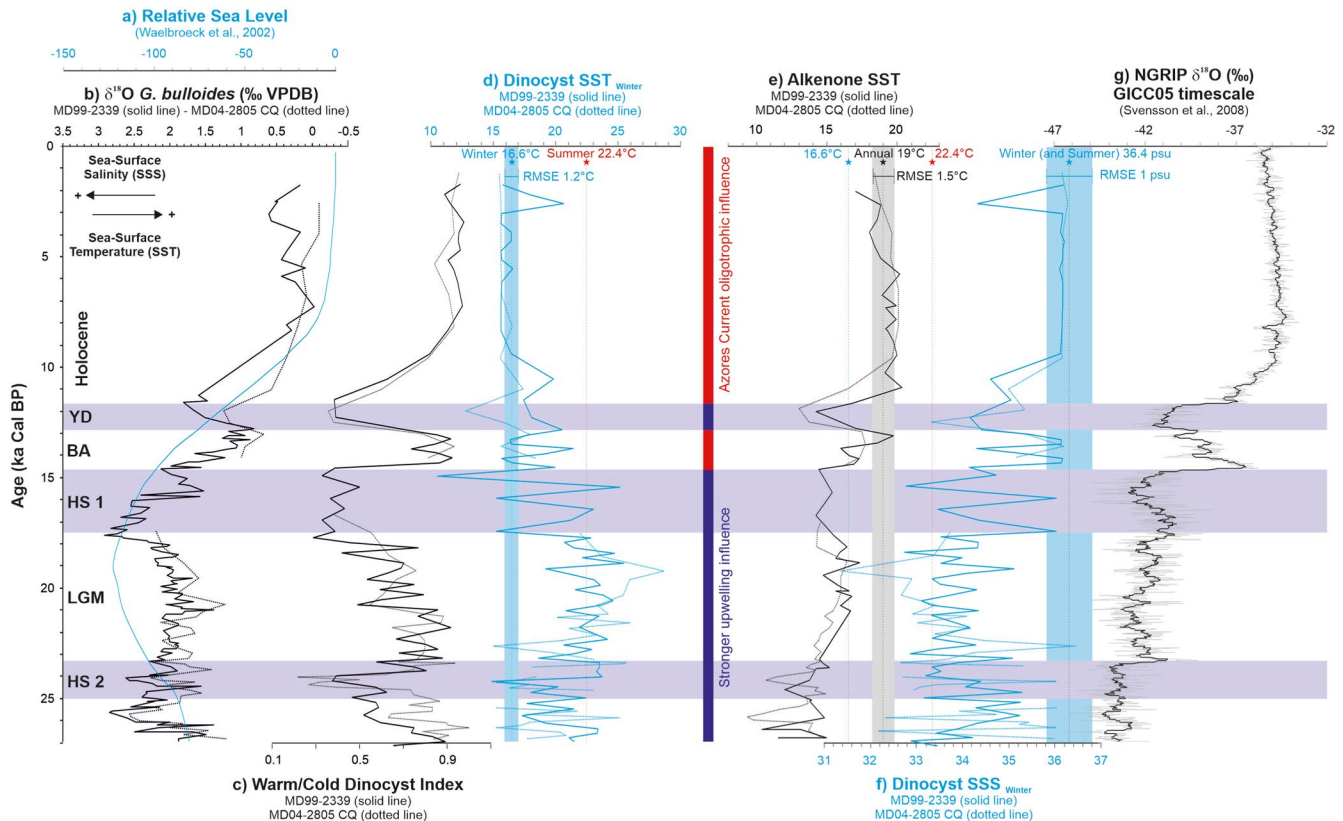 a) Relative Sea Level
(Waelbroeck et al., 2002)
-150 -100 -50 0
b) δ¹⁸O G. bulloides (‰ VPDB)
MD99-2339 (solid line) - MD04-2805 CQ (dotted line)
3.5 3 2.5 2 1.5 1 0.5 0 -0.5
d) Dinocyst SST Winter
MD99-2339 (solid line)
MD04-2805 CQ (dotted line)
10 15 20 25 30
e) Alkenone SST
MD99-2339 (solid line)
MD04-2805 CQ (dotted line)
10 15 20
g) NGRIP δ¹⁸O (‰)
GICC05 timescale
(Svensson et al., 2008)
-47 -42 -37 -32
Winter 16.6°C Summer 22.4°C
RMSE 1.2°C
16.6°C Annual 19°C 22.4°C
RMSE 1.5°C
Winter (and Summer) 36.4 psu
RMSE 1 psu
Sea-Surface
Salinity (SSS)
+
+
Sea-Surface
Temperature (SST)
Age (ka Cal BP)
0
5
10
15
20
25
Holocene
YD
BA
HS 1
LGM
HS 2
Azores Current oligotrophic influence
Stronger upwelling influence
0.1 0.5 0.9
c) Warm/Cold Dinocyst Index
MD99-2339 (solid line)
MD04-2805 CQ (dotted line)
31 32 33 34 35 36 37
f) Dinocyst SSS Winter
MD99-2339 (solid line)
MD04-2805 CQ (dotted line)